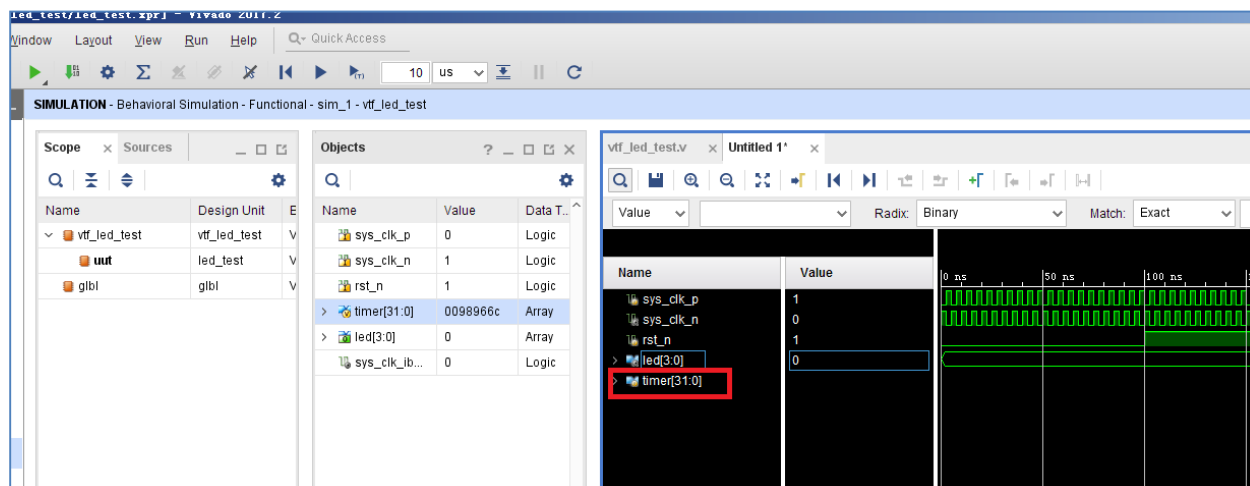 led_test/led_test.xpr] - Vivado 2017.2
Window Layout View Run Help Quick Access
10 us
SIMULATION - Behavioral Simulation - Functional - sim_1 - vtf_led_test
Scope Sources
Name Design Unit
vtf_led_test vtf_led_test V
uut led_test V
glbl glbl V
Objects ?
Name Value Data T..
sys_clk_p 0 Logic
sys_clk_n 1 Logic
rst_n 1 Logic
timer[31:0] 0098966c Array
led[3:0] 0 Array
sys_clk_ib... 0 Logic
vtf_led_test.v Untitled 1*
Value Radix: Binary Match: Exact
Name Value 0 ns 50 ns 100 ns
sys_clk_p 1
sys_clk_n 0
rst_n 1
led[3:0] 0
timer[31:0]